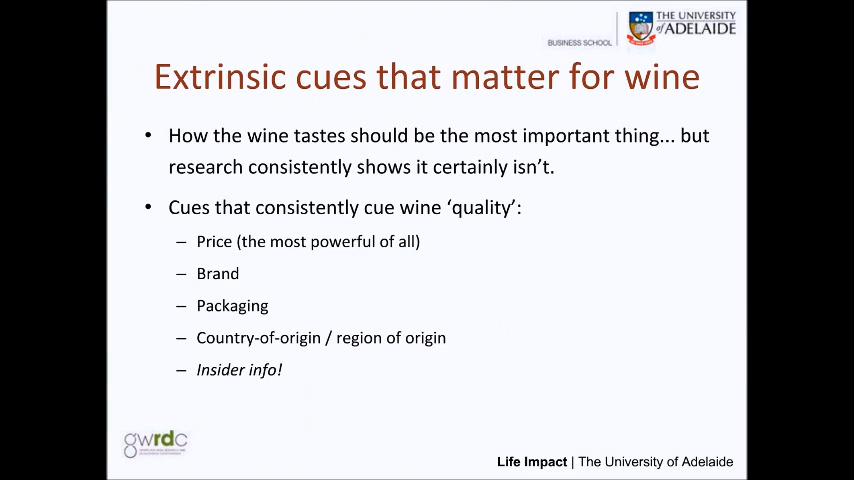 THE UNIVERSITY
of ADELAIDE
BUSINESS SCHOOL
Extrinsic cues that matter for wine
• How the wine tastes should be the most important thing... but
research consistently shows it certainly isn't.
• Cues that consistently cue wine 'quality':
– Price (the most powerful of all)
– Brand
– Packaging
– Country-of-origin / region of origin
– Insider info!
gwrdc
Life Impact | The University of Adelaide